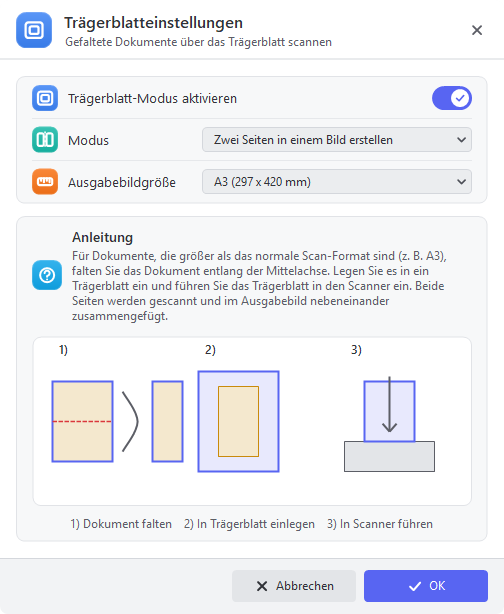 Trägerblatteinstellungen
Gefaltete Dokumente über das Trägerblatt scannen
Trägerblatt-Modus aktivieren
Modus
Zwei Seiten in einem Bild erstellen
Ausgabebildgröße
A3 (297 x 420 mm)
Anleitung
Für Dokumente, die größer als das normale Scan-Format sind (z. B. A3),
falten Sie das Dokument entlang der Mittelachse. Legen Sie es in ein
Trägerblatt ein und führen Sie das Trägerblatt in den Scanner ein. Beide
Seiten werden gescannt und im Ausgabebild nebeneinander
zusammengefügt.
1)
2)
3)
1) Dokument falten 2) In Trägerblatt einlegen 3) In Scanner führen
Abbrechen
OK